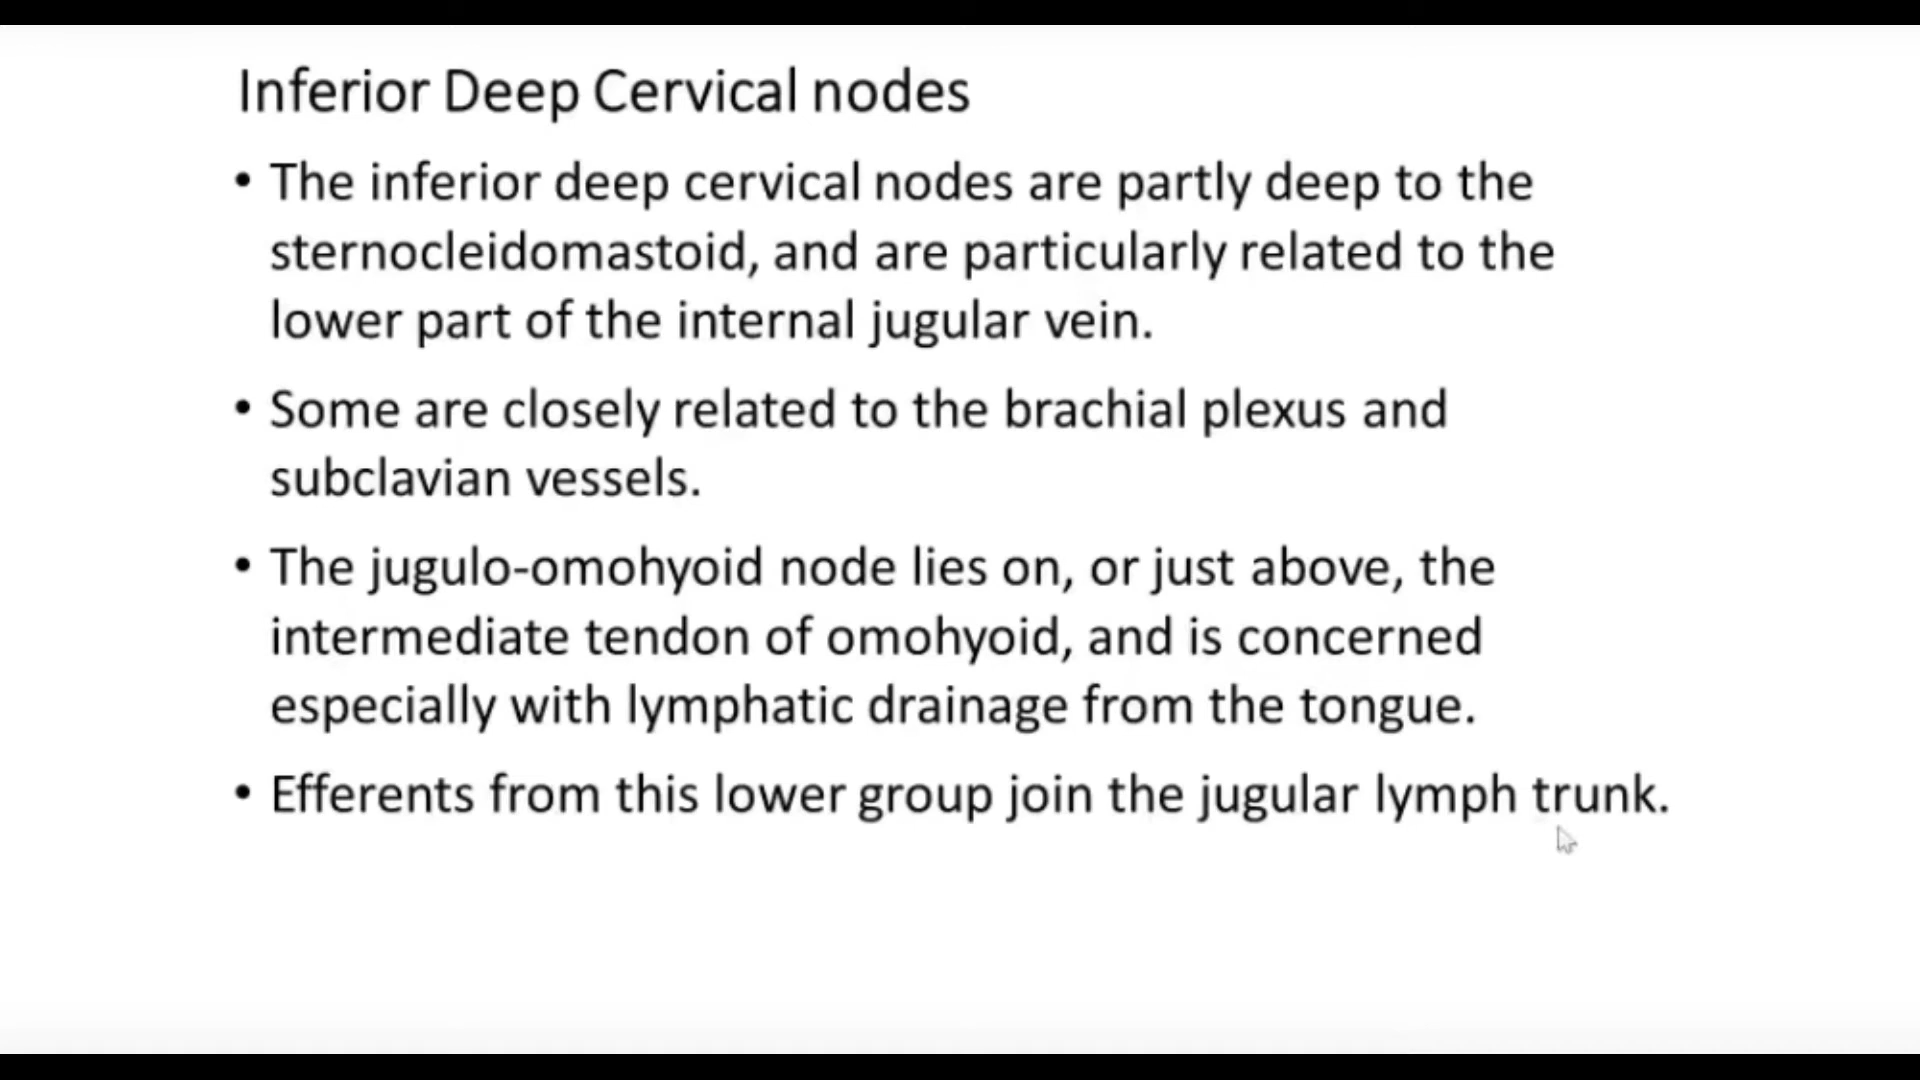 Inferior Deep Cervical nodes
• The inferior deep cervical nodes are partly deep to the
sternocleidomastoid, and are particularly related to the
lower part of the internal jugular vein.
• Some are closely related to the brachial plexus and
subclavian vessels.
• The jugulo-omohyoid node lies on, or just above, the
intermediate tendon of omohyoid, and is concerned
especially with lymphatic drainage from the tongue.
• Efferents from this lower group join the jugular lymph trunk.